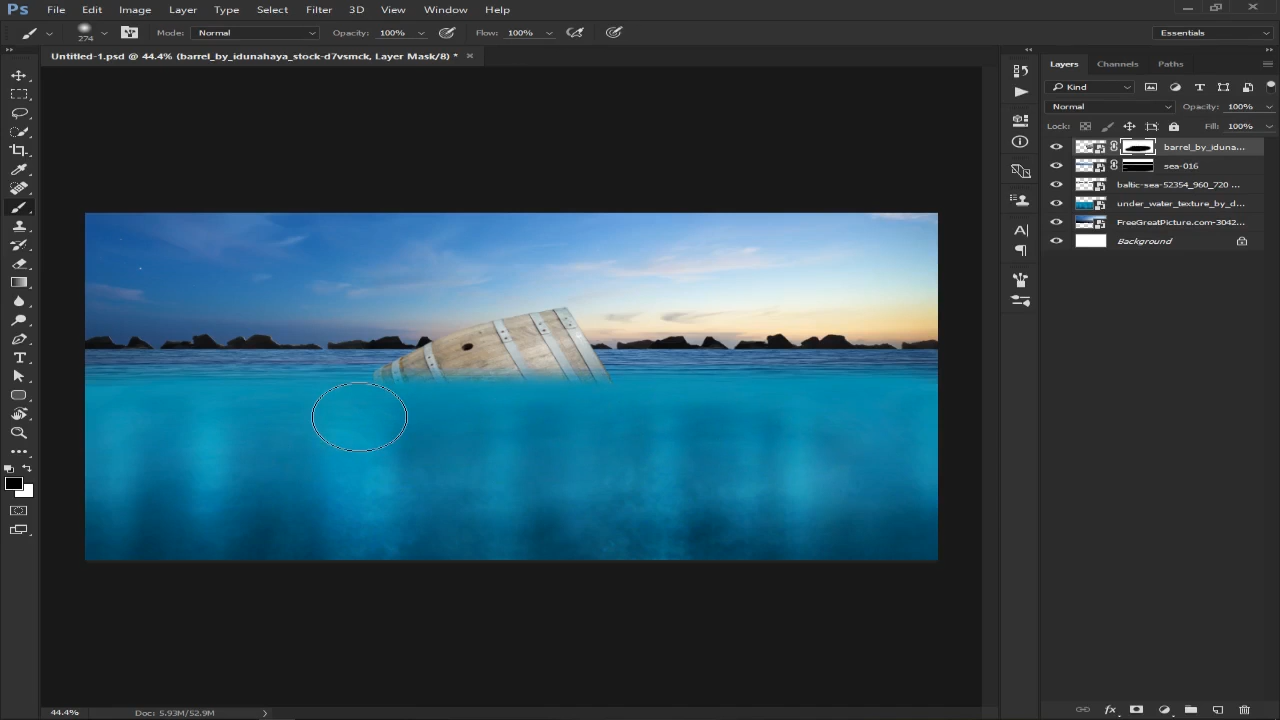 Ps File Edit Image Layer Type Select Filter 3D View Window Help
274 Mode: Normal Opacity: 100% Flow: 100% Essentials
Untitled-1.psd @ 44.4% (barrel_by_idunahaya_stock-d7vsmck, Layer Mask/8) * ×
Layers Channels Paths
Kind
Normal Opacity: 100%
Lock: Fill: 100%
barrel_by_iduna...
sea-016
baltic-sea-52354_960_720 ...
under_water_texture_by_d...
FreeGreatPicture.com-3042...
Background
44.4% Doc: 5.93M/52.9M